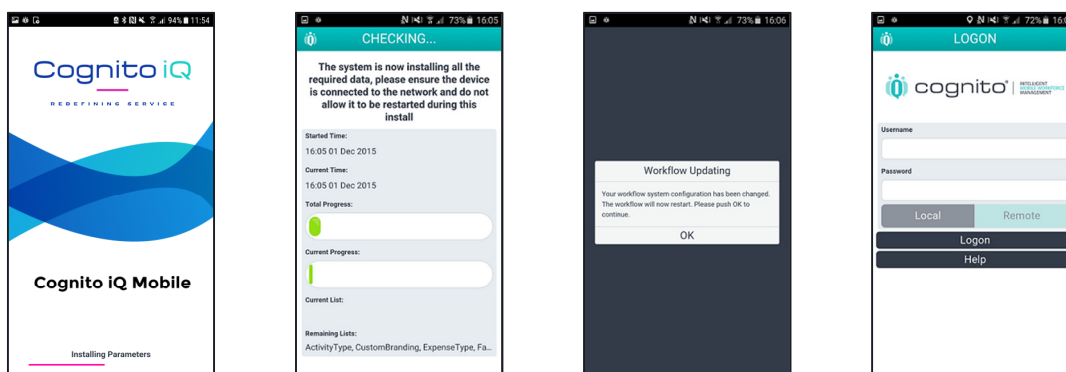 94% 11:54
Cognito iQ
REDEFINING SERVICE
Cognito iQ Mobile
Installing Parameters
73% 16:05
CHECKING...
The system is now installing all the
required data, please ensure the device
is connected to the network and do not
allow it to be restarted during this
install
Started Time:
16:05 01 Dec 2015
Current Time:
16:05 01 Dec 2015
Total Progress:
Current Progress:
Current List:
Remaining Lists:
ActivityType, CustomBranding, ExpenseType, Fa...
73% 16:06
Workflow Updating
Your workflow system configuration has been changed.
The workflow will now restart. Please push OK to
continue.
OK
72%
LOGON
cognito®
INTELLIGENT
MOBILE WORKFORCE
MANAGEMENT
Username
Password
Local Remote
Logon
Help